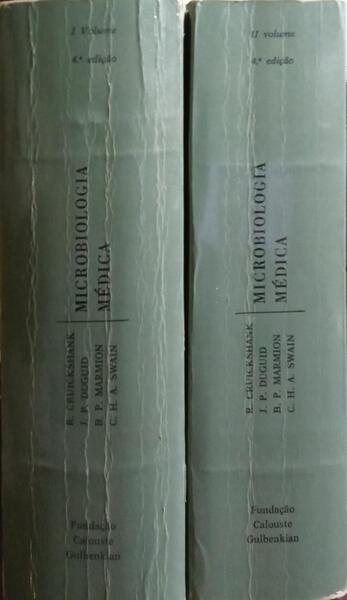 I Volume
4.ª edição
MICROBIOLOGIA
MÉDICA
R. CRUICKSHANK
J. P. DUGUID
B. P. MARMION
C. H. A. SWAIN
Fundação
Calouste
Gulbenkian
II volume
4.ª edição
MICROBIOLOGIA
MÉDICA
R. CRUICKSHANK
J. P. DUGUID
B. P. MARMION
C. H. A. SWAIN
Fundação
Calouste
Gulbenkian